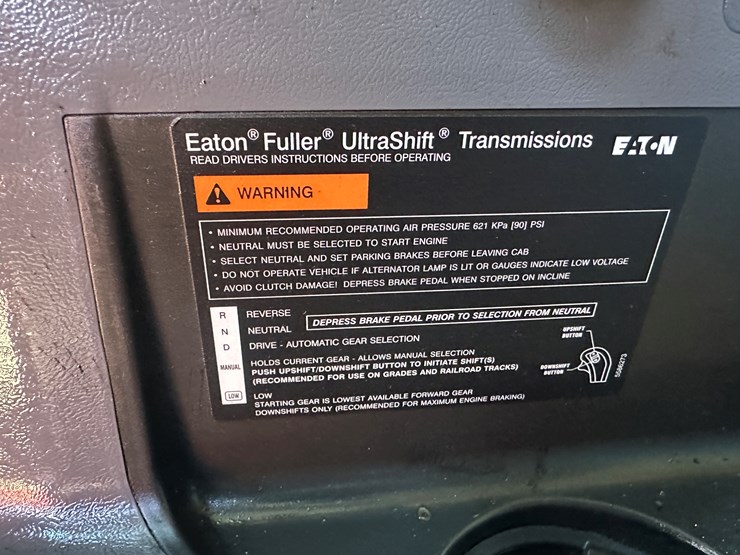 Eaton® Fuller® UltraShift® Transmissions EATON
READ DRIVERS INSTRUCTIONS BEFORE OPERATING
WARNING
• MINIMUM RECOMMENDED OPERATING AIR PRESSURE 621 KPa [90] PSI
• NEUTRAL MUST BE SELECTED TO START ENGINE
• SELECT NEUTRAL AND SET PARKING BRAKES BEFORE LEAVING CAB
• DO NOT OPERATE VEHICLE IF ALTERNATOR LAMP IS LIT OR GAUGES INDICATE LOW VOLTAGE
• AVOID CLUTCH DAMAGE! DEPRESS BRAKE PEDAL WHEN STOPPED ON INCLINE
R REVERSE
N NEUTRAL DEPRESS BRAKE PEDAL PRIOR TO SELECTION FROM NEUTRAL
D DRIVE - AUTOMATIC GEAR SELECTION
MANUAL HOLDS CURRENT GEAR - ALLOWS MANUAL SELECTION
PUSH UPSHIFT/DOWNSHIFT BUTTON TO INITIATE SHIFT(S)
(RECOMMENDED FOR USE ON GRADES AND RAILROAD TRACKS)
LOW LOW
STARTING GEAR IS LOWEST AVAILABLE FORWARD GEAR
DOWNSHIFTS ONLY (RECOMMENDED FOR MAXIMUM ENGINE BRAKING)
UPSHIFT
BUTTON
DOWNSHIFT
BUTTON
5566273